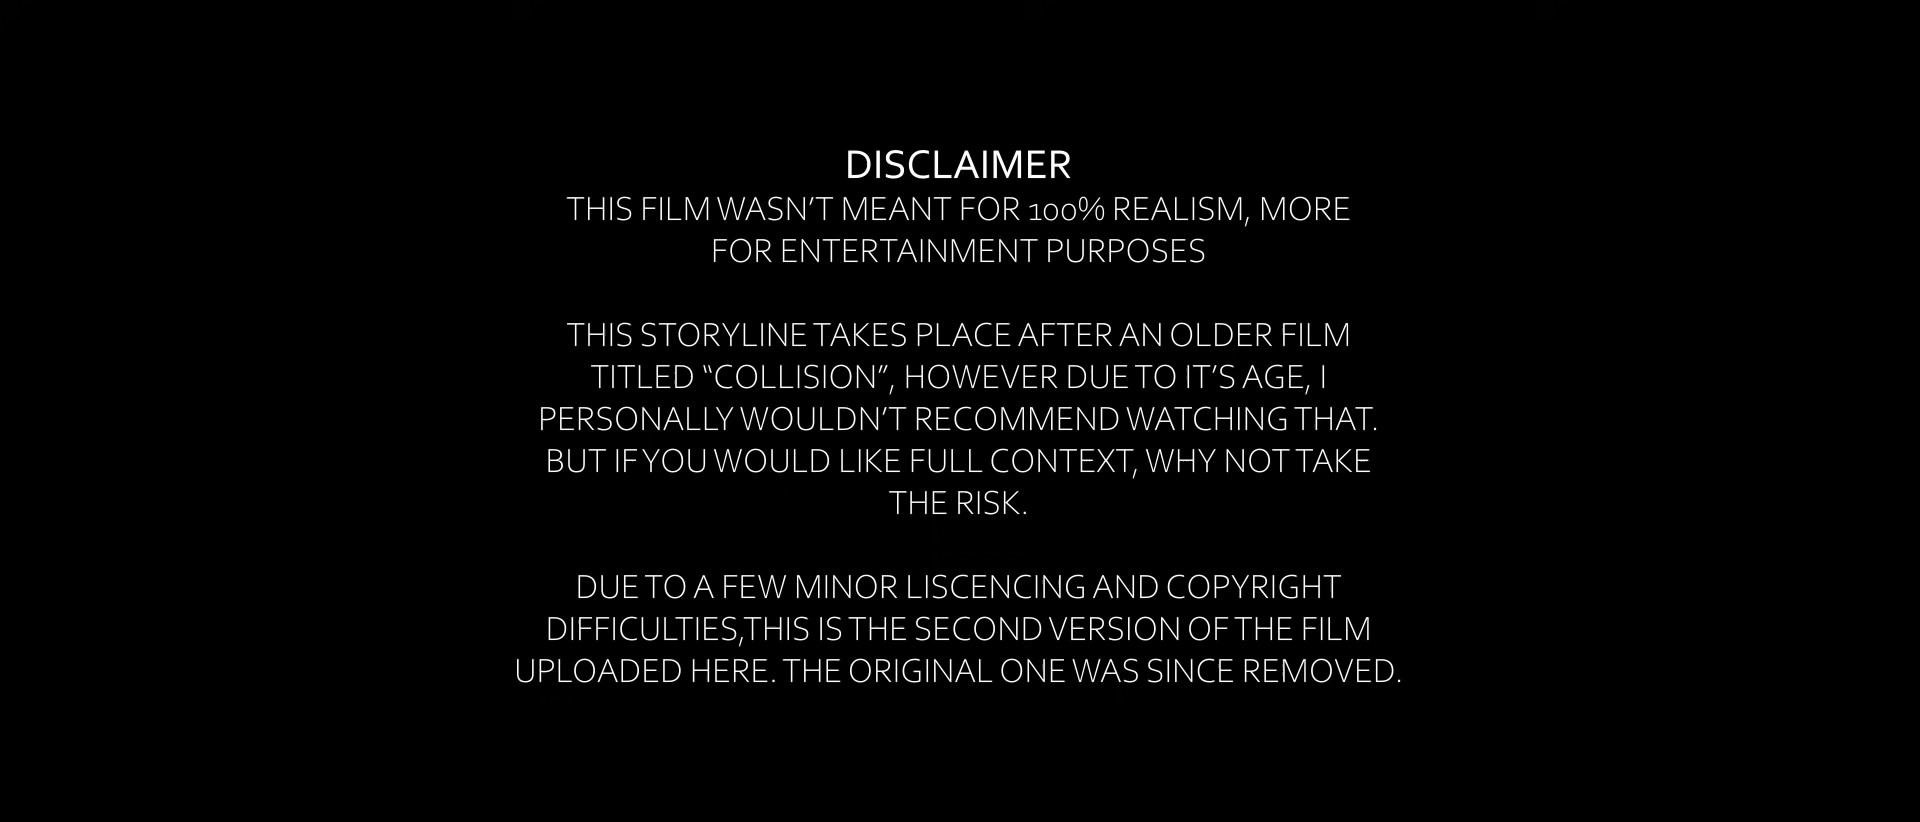 DISCLAIMER
THIS FILM WASN’T MEANT FOR 100% REALISM, MORE
FOR ENTERTAINMENT PURPOSES
THIS STORYLINE TAKES PLACE AFTER AN OLDER FILM
TITLED “COLLISION”, HOWEVER DUE TO IT’S AGE, I
PERSONALLY WOULDN’T RECOMMEND WATCHING THAT.
BUT IF YOU WOULD LIKE FULL CONTEXT, WHY NOT TAKE
THE RISK.
DUE TO A FEW MINOR LISCENCING AND COPYRIGHT
DIFFICULTIES,THIS IS THE SECOND VERSION OF THE FILM
UPLOADED HERE. THE ORIGINAL ONE WAS SINCE REMOVED.